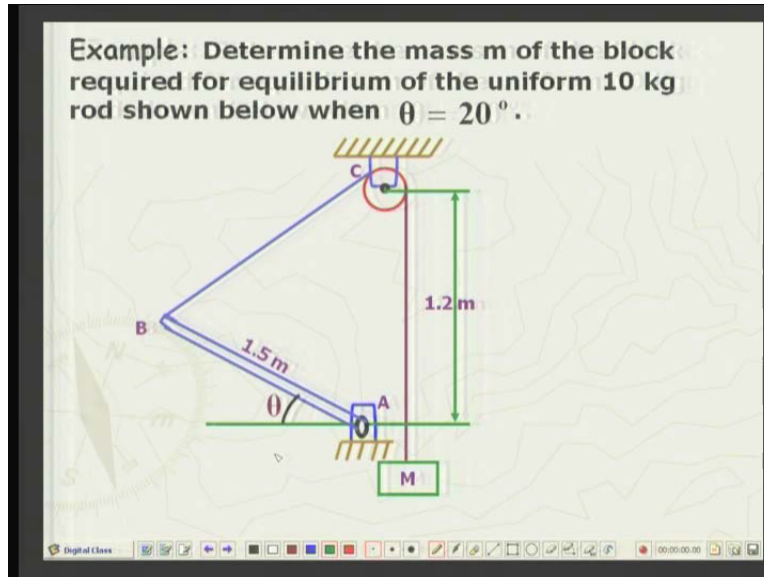 Example: Determine the mass m of the block
required for equilibrium of the uniform 10 kg
rod shown below when θ = 20°.
C
1.2 m
B
1.5 m
θ
A
M
N
m
S
Digital Class
00:00:00.00